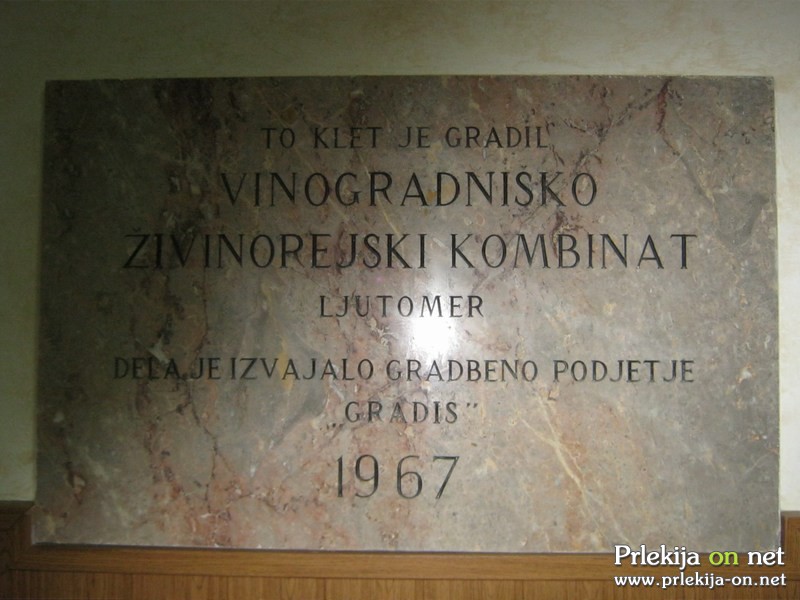 TO KLET JE GRADIL
VINOGRADNIŠKO
ŽIVINOREJSKI KOMBINAT
LJUTOMER
DELA JE IZVAJALO GRADBENO PODJETJE
„GRADIS”
1967
Prlekija on net
www.prlekija-on.net